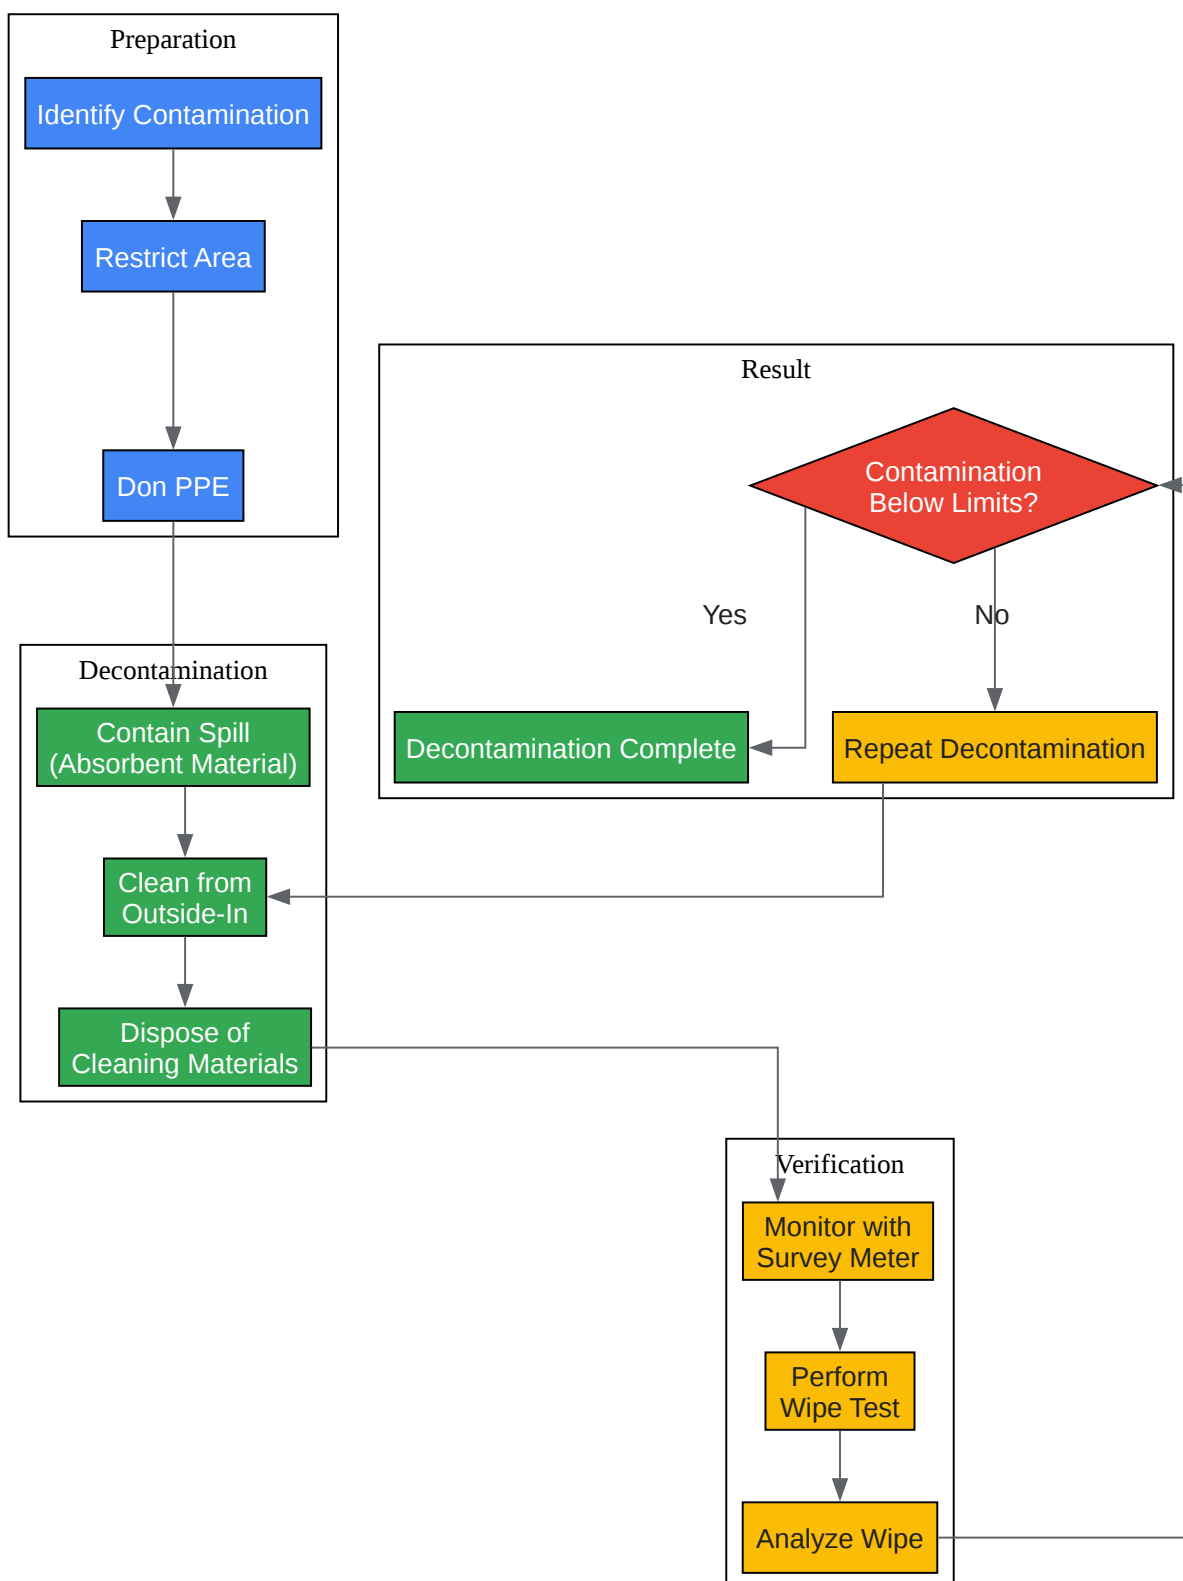 Preparation
Identify Contamination
Restrict Area
Don PPE
Result
Contamination
Below Limits?
Yes
No
Decontamination Complete
Repeat Decontamination
Decontamination
Contain Spill
(Absorbent Material)
Clean from
Outside-In
Dispose of
Cleaning Materials
Verification
Monitor with
Survey Meter
Perform
Wipe Test
Analyze Wipe